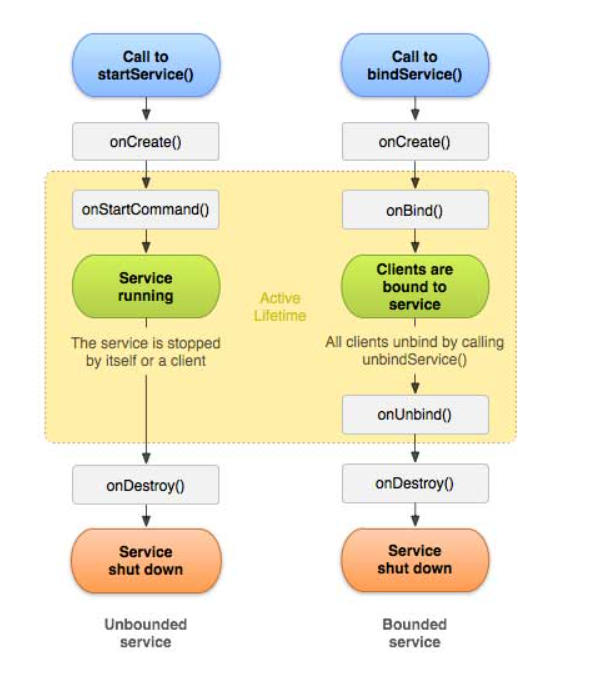 Call to
startService()
onCreate()
onStartCommand()
Service
running
The service is stopped
by itself or a client
onDestroy()
Service
shut down
Unbounded
service
Active
Lifetime
Call to
bindService()
onCreate()
onBind()
Clients are
bound to
service
All clients unbind by calling
unbindService()
onUnbind()
onDestroy()
Service
shut down
Bounded
service